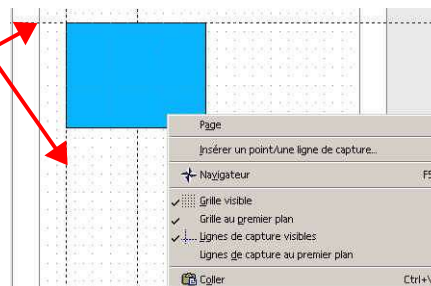 Page
Insérer un point/une ligne de capture...
Navigateur F5
Grille visible
Grille au premier plan
Lignes de capture visibles
Lignes de capture au premier plan
Coller Ctrl+V